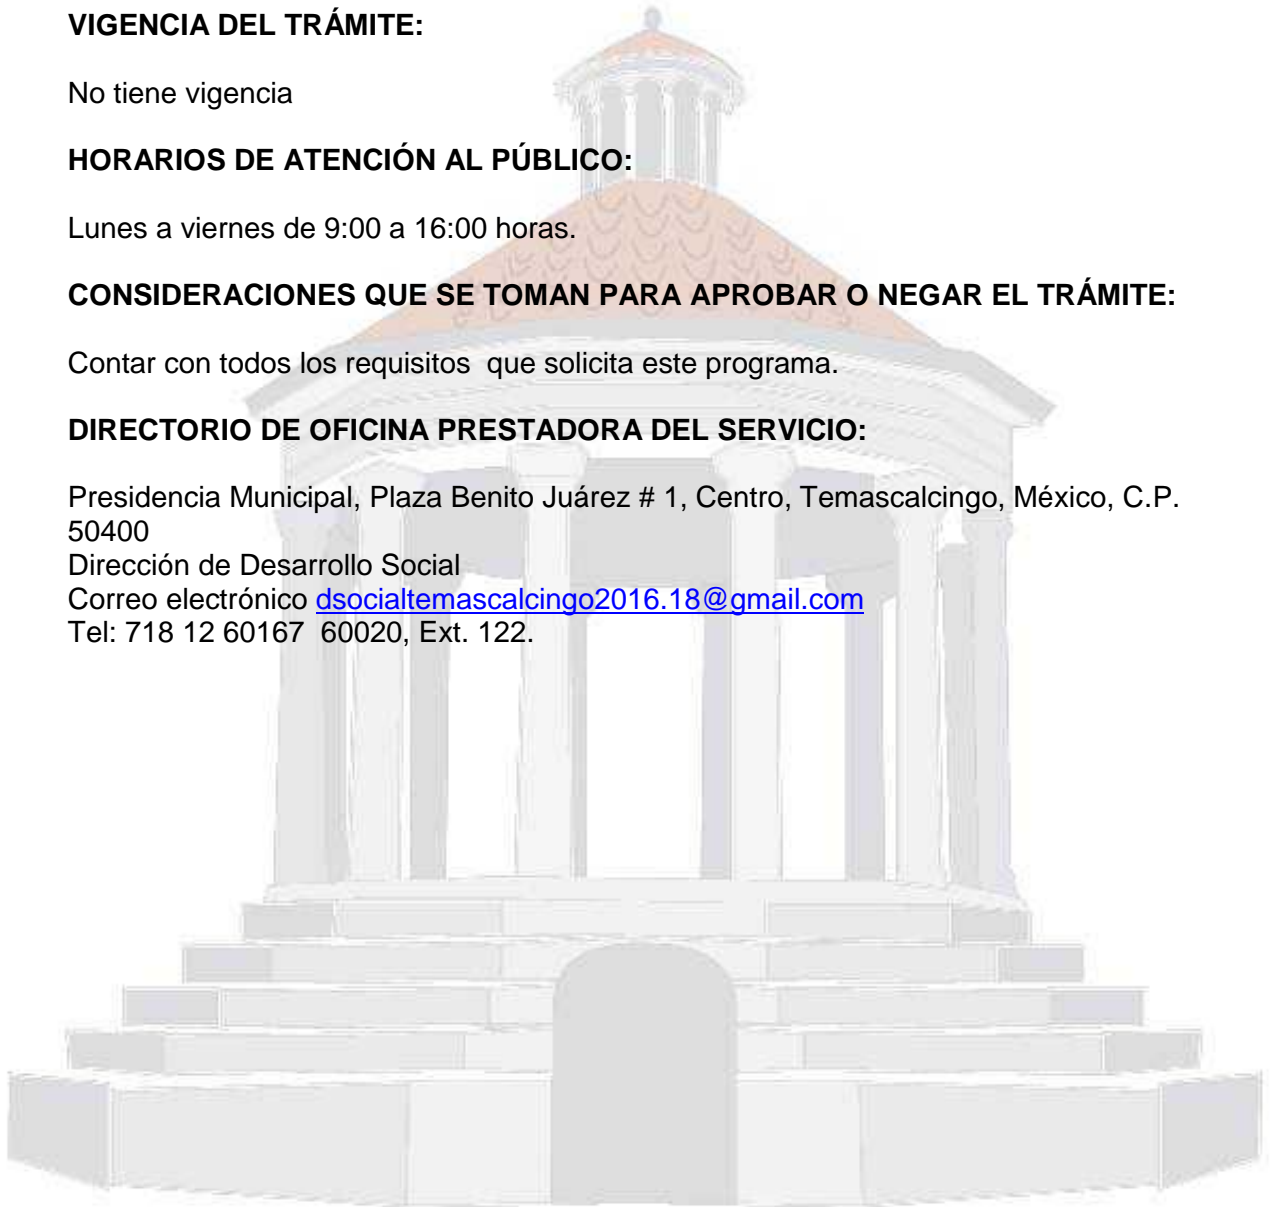 VIGENCIA DEL TRÁMITE:
No tiene vigencia
HORARIOS DE ATENCIÓN AL PÚBLICO:
Lunes a viernes de 9:00 a 16:00 horas.
CONSIDERACIONES QUE SE TOMAN PARA APROBAR O NEGAR EL TRÁMITE:
Contar con todos los requisitos  que solicita este programa.
DIRECTORIO DE OFICINA PRESTADORA DEL SERVICIO:
Presidencia Municipal, Plaza Benito Juárez # 1, Centro, Temascalcingo, México, C.P.
50400
Dirección de Desarrollo Social
Correo electrónico dsocialtemascalcingo2016.18@gmail.com
Tel: 718 12 60167  60020, Ext. 122.